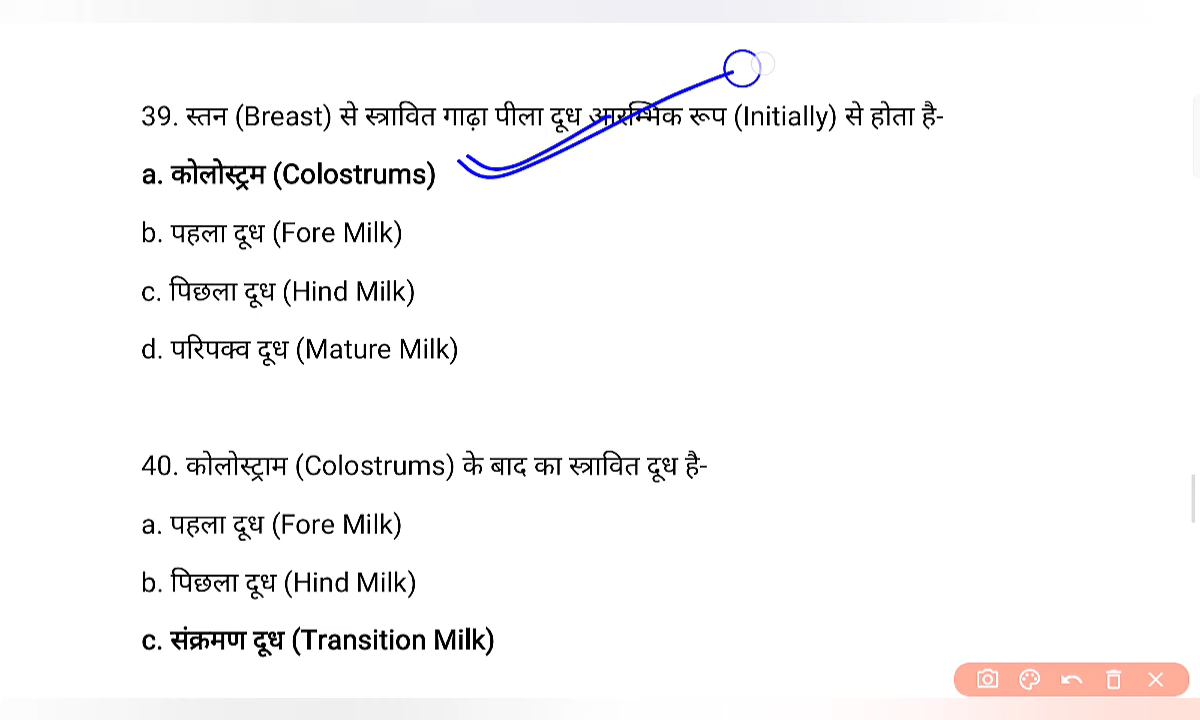 39. स्तन (Breast) से स्त्रावित गाढ़ा पीला दूध आरम्भिक रूप (Initially) से होता है-
a. कोलोस्ट्रम (Colostrums)
b. पहला दूध (Fore Milk)
c. पिछला दूध (Hind Milk)
d. परिपक्व दूध (Mature Milk)
40. कोलोस्ट्राम (Colostrums) के बाद का स्त्रावित दूध है-
a. पहला दूध (Fore Milk)
b. पिछला दूध (Hind Milk)
c. संक्रमण दूध (Transition Milk)